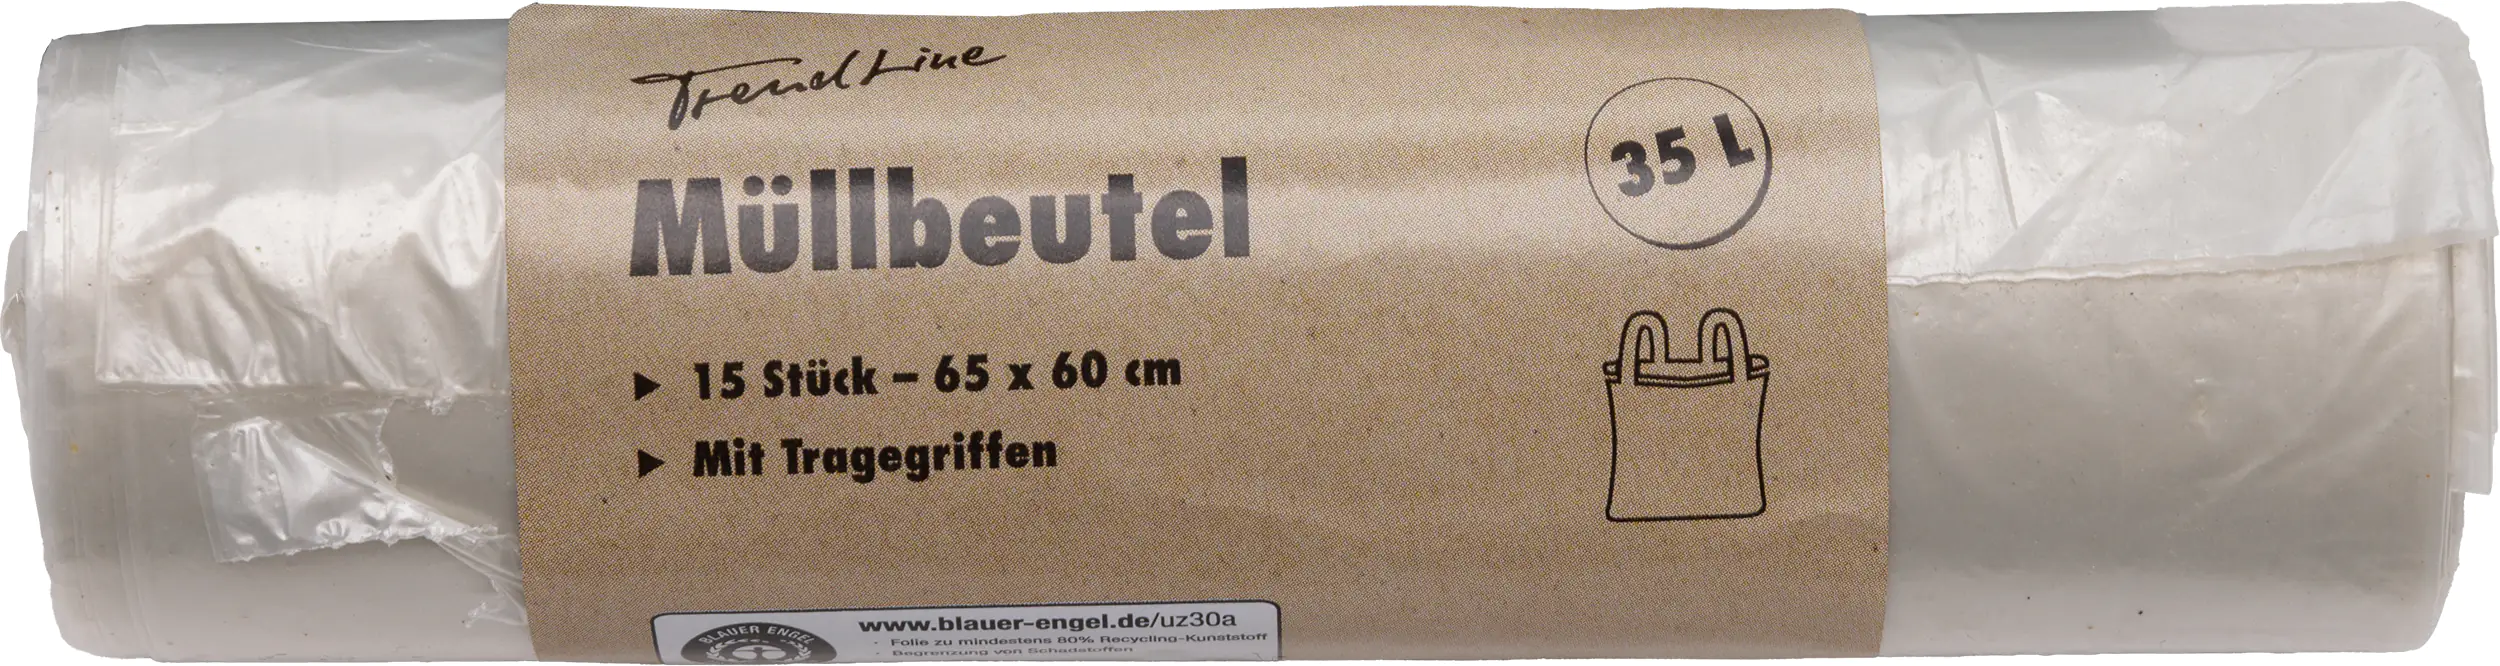 Trend Line
Müllbeutel
35 L
▶ 15 Stück – 65 x 60 cm
▶ Mit Tragegriffen
BLAUER ENGEL
www.blauer-engel.de/uz30a
· Folie zu mindestens 80% Recycling-Kunststoff
· Begrenzung von Schadstoffen